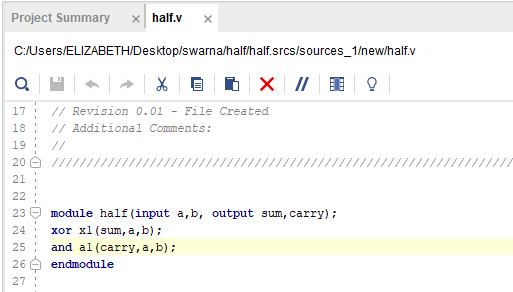 Project Summary × half.v ×
C:/Users/ELIZABETH/Desktop/swarna/half/half.srcs/sources_1/new/half.v
17 // Revision 0.01 - File Created
18 // Additional Comments:
19 //
20 //////////////////////////////////////////////////////////////////////
21
22
23 module half(input a,b, output sum,carry);
24 xor x1(sum,a,b);
25 and a1(carry,a,b);
26 endmodule
27